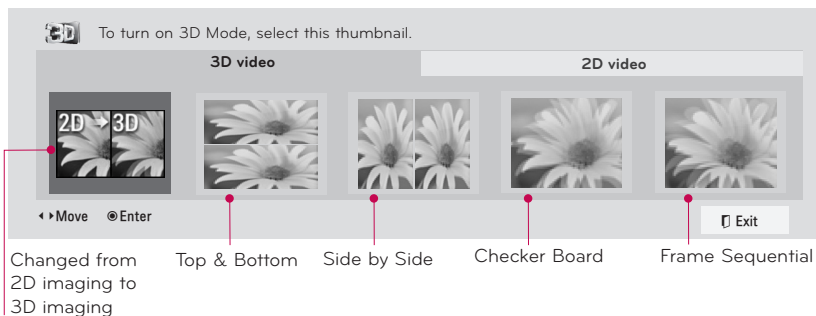 3D To turn on 3D Mode, select this thumbnail.
3D video 2D video
2D 3D
Move Enter
Exit
Top & Bottom Side by Side Checker Board Frame Sequential
Changed from
2D imaging to
3D imaging